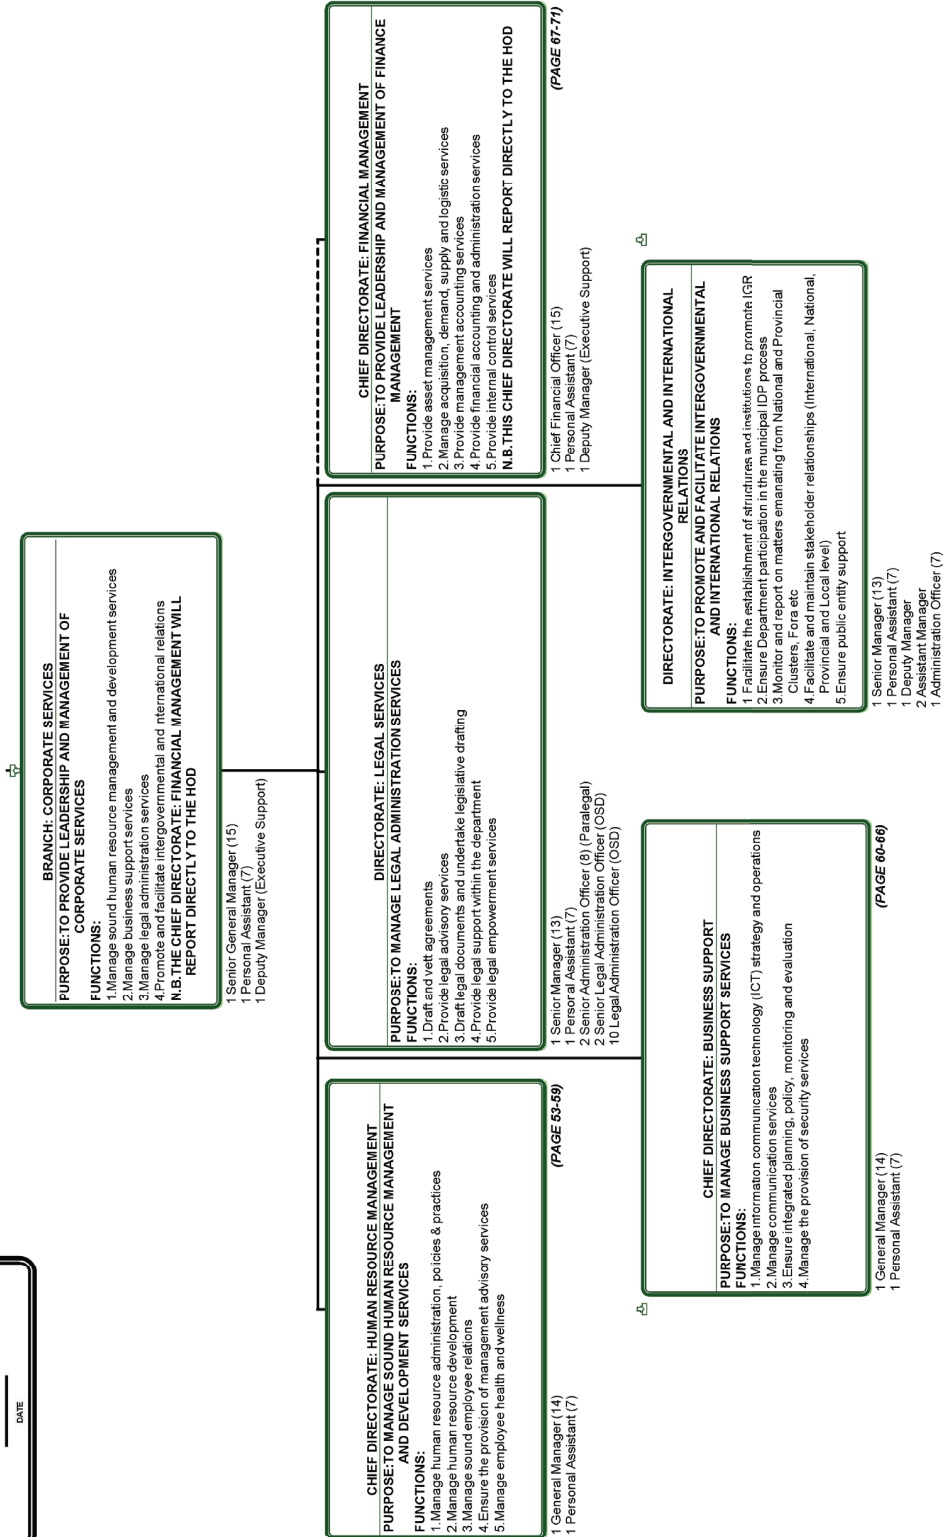 DATE
BRANCH: CORPORATE SERVICES
PURPOSE:TO PROVIDE LEADERSHIP AND MANAGEMENT OF
CORPORATE SERVICES
FUNCTIONS:
1.Manage sound human resource management and development services
2.Manage business support services
3.Manage legal administration services
4.Promote and facilitate intergovernmental and nternational relations
N.B.THE CHIEF DIRECTORATE: FINANCIAL MANAGEMENT WILL
REPORT DIRECTLY TO THE HOD
1 Senior General Manager (15)
1 Personal Assistant (7)
1 Deputy Manager (Executive Support)
CHIEF DIRECTORATE: HUMAN RESOURCE MANAGEMENT
PURPOSE:TO MANAGE SOUND HUMAN RESOURCE MANAGEMENT
AND DEVELOPMENT SERVICES
FUNCTIONS:
1.Manage human resource administration, policies & practices
2.Manage human resource development
3.Manage sound employee relations
4.Ensure the provision of management advisory services
5.Manage employee health and wellness
1 General Manager (14)
1 Personal Assistant (7)
(PAGE 53-59)
DIRECTORATE: LEGAL SERVICES
PURPOSE:TO MANAGE LEGAL ADMINISTRATION SERVICES
FUNCTIONS:
1.Draft and vett agreements
2.Provide legal advisory services
3.Draft legal documents and undertake legislative drafting
4.Provide legal support within the department
5.Provide legal empowerment services
1 Senior Manager (13)
1 Personal Assistant (7)
2 Senior Administration Officer (8) (Paralegal)
2 Senior Legal Administration Officer (OSD)
10 Legal Administration Officer (OSD)
CHIEF DIRECTORATE: FINANCIAL MANAGEMENT
PURPOSE:TO PROVIDE LEADERSHIP AND MANAGEMENT OF FINANCE
MANAGEMENT
FUNCTIONS:
1.Provide asset management services
2.Manage acquisition, demand, supply and logistic services
3.Provide management accounting services
4.Provide financial accounting and administration services
5.Provide internal control services
N.B.THIS CHIEF DIRECTORATE WILL REPORT DIRECTLY TO THE HOD
1 Chief Financial Officer (15)
1 Personal Assistant (7)
1 Deputy Manager (Executive Support)
(PAGE 67-71)
CHIEF DIRECTORATE: BUSINESS SUPPORT
PURPOSE:TO MANAGE BUSINESS SUPPORT SERVICES
FUNCTIONS:
1.Manage information communication technology (ICT) strategy and operations
2.Manage communication services
3.Ensure integrated planning, policy, monitoring and evaluation
4.Manage the provision of security services
1 General Manager (14)
1 Personal Assistant (7)
(PAGE 60-66)
DIRECTORATE: INTERGOVERNMENTAL AND INTERNATIONAL
RELATIONS
PURPOSE:TO PROMOTE AND FACILITATE INTERGOVERNMENTAL
AND INTERNATIONAL RELATIONS
FUNCTIONS:
1 Facilitate the establishment of structures and institutions to promote IGR
2.Ensure Department participation in the municipal IDP process
3.Monitor and report on matters emanating from National and Provincial
Clusters, Fora etc
4.Facilitate and maintain stakeholder relationships (International, National,
Provincial and Local level)
5.Ensure public entity support
1 Senior Manager (13)
1 Personal Assistant (7)
1 Deputy Manager
2 Assistant Manager
1 Administration Officer (7)